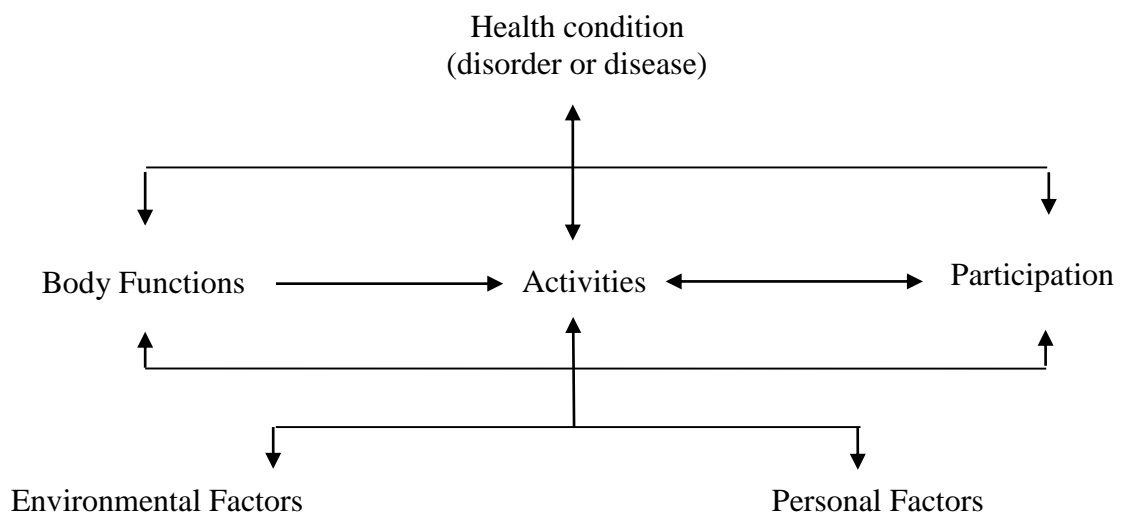 Health condition
(disorder or disease)
Body Functions
Activities
Participation
Environmental Factors
Personal Factors